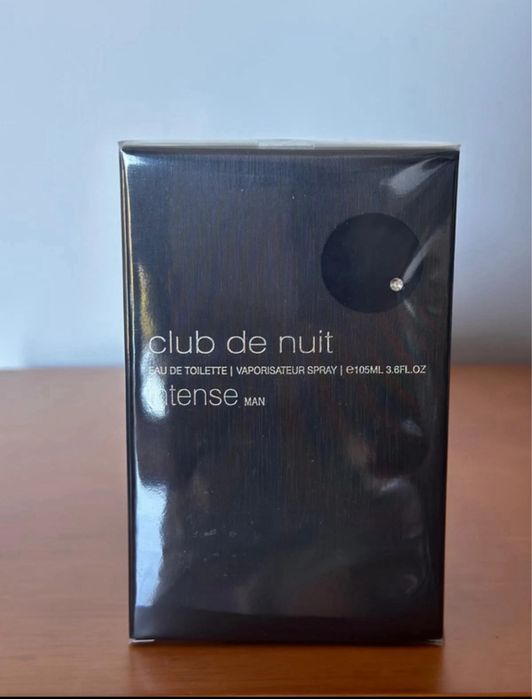 club de nuit
EAU DE TOILETTE | VAPORISATEUR SPRAY | ℮105ML 3.6FL.OZ
intense MAN